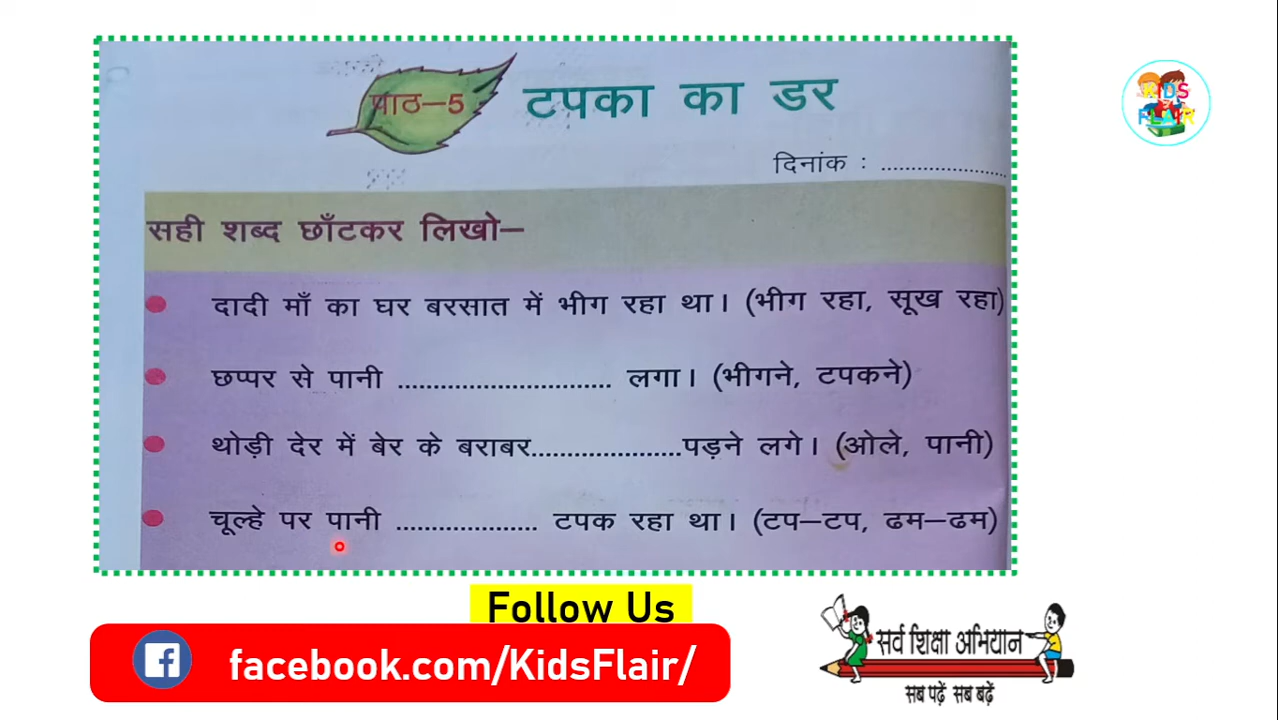 पाठ–5
टपका का डर
दिनांक : ......................
सही शब्द छाँटकर लिखो–
दादी माँ का घर बरसात में भीग रहा था। (भीग रहा, सूख रहा)
छप्पर से पानी .............................. लगा। (भीगने, टपकने)
थोड़ी देर में बेर के बराबर.....................पड़ने लगे। (ओले, पानी)
चूल्हे पर पानी .................... टपक रहा था। (टप–टप, ढम–ढम)
KIDS
FLAIR
Follow Us
facebook.com/KidsFlair/
सर्व शिक्षा अभियान
सब पढ़ें सब बढ़ें